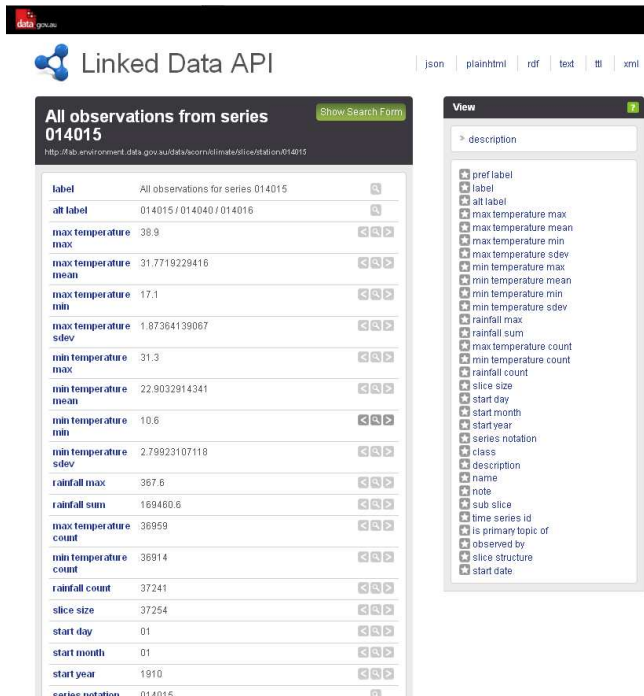 data.gov.au
Linked Data API
json | plainhtml | rdf | text | ttl | xml
All observations from series
014015
Show Search Form
http://lab.environment.data.gov.au/data/acorn/climate/slice/station/014015
label All observations for series 014015
alt label 014015 / 014040 / 014016
max temperature 38.9
max
max temperature 31.7719229416
mean
max temperature 17.1
min
max temperature 1.87364139067
sdev
min temperature 31.3
max
min temperature 22.9032914341
mean
min temperature 10.6
min
min temperature 2.79923107118
sdev
rainfall max 367.6
rainfall sum 169460.6
max temperature 36959
count
min temperature 36914
count
rainfall count 37241
slice size 37254
start day 01
start month 01
start year 1910
series notation 014015
View ?
description
pref label
label
alt label
max temperature max
max temperature mean
max temperature min
max temperature sdev
min temperature max
min temperature mean
min temperature min
min temperature sdev
rainfall max
rainfall sum
max temperature count
min temperature count
rainfall count
slice size
start day
start month
start year
series notation
class
description
name
note
sub slice
time series id
is primary topic of
observed by
slice structure
start date